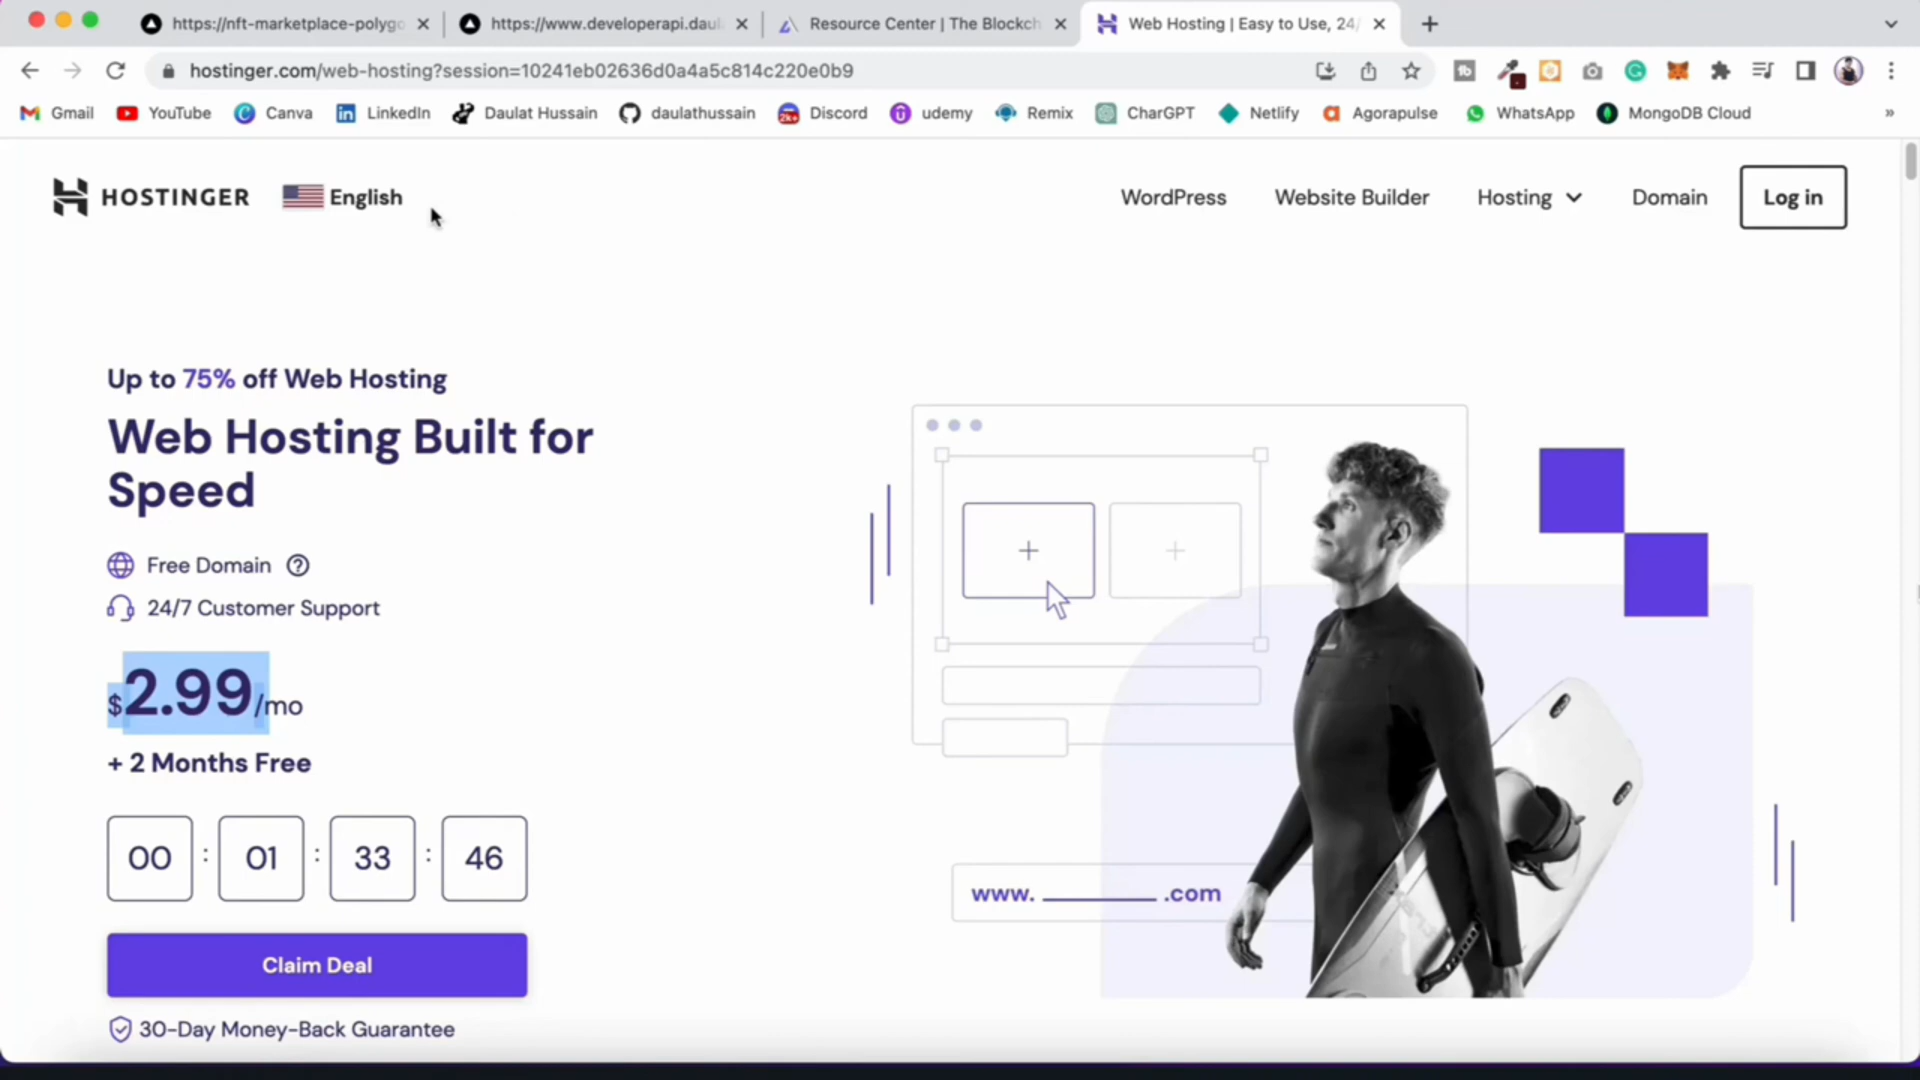 https://nft-marketplace-polygo
https://www.developerapi.daul
Resource Center | The Blockch
Web Hosting | Easy to Use, 24/
hostinger.com/web-hosting?session=10241eb02636d0a4a5c814c220e0b9
Gmail
YouTube
Canva
LinkedIn
Daulat Hussain
daulathussain
Discord
udemy
Remix
CharGPT
Netlify
Agorapulse
WhatsApp
MongoDB Cloud
»
HOSTINGER
English
WordPress
Website Builder
Hosting
Domain
Log in
Up to 75% off Web Hosting
Web Hosting Built for
Speed
Free Domain
24/7 Customer Support
$2.99/mo
+ 2 Months Free
00 : 01 : 33 : 46
Claim Deal
30-Day Money-Back Guarantee
www. ________ .com